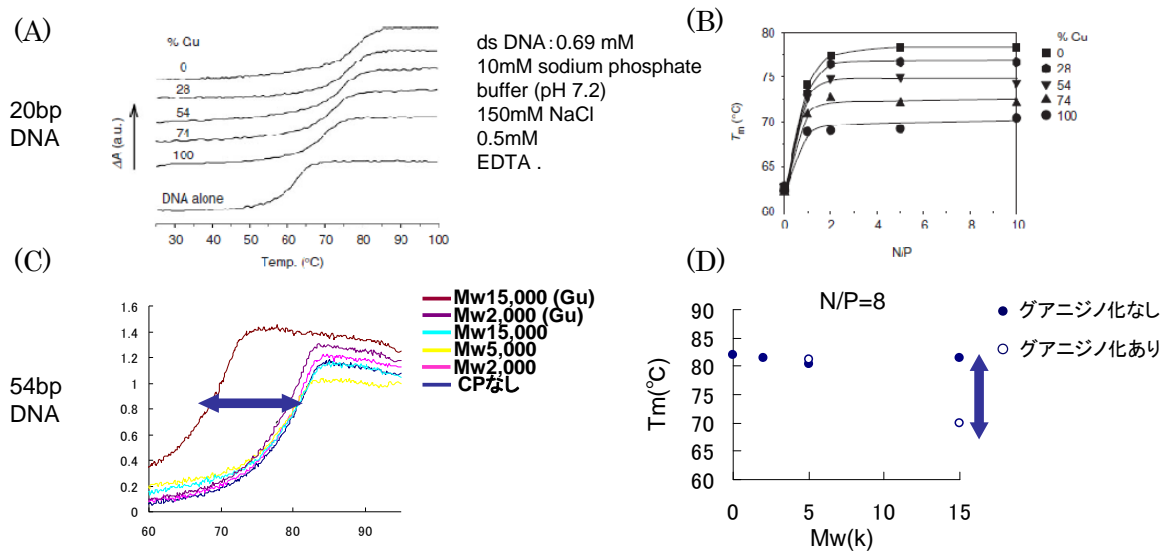 (A)
20bp
DNA
ΔA (a.u.)
% Gu
0
28
54
74
100
DNA alone
30 40 50 60 70 80 90 100
Temp. (°C)
ds DNA：0.69 mM
10mM sodium phosphate
buffer (pH 7.2)
150mM NaCl
0.5mM
EDTA .
(B)
Tm (°C)
80
75
70
65
60
0 2 4 6 8 10
N/P
% Gu
0
28
54
74
100
(C)
54bp
DNA
1.6
1.4
1.2
1
0.8
0.6
0.4
0.2
0
60 70 80 90
Mw15,000 (Gu)
Mw2,000 (Gu)
Mw15,000
Mw5,000
Mw2,000
CPなし
(D)
N/P=8
Tm(°C)
90
85
80
75
70
65
60
0 5 10 15
Mw(k)
グアニジノ化なし
グアニジノ化あり